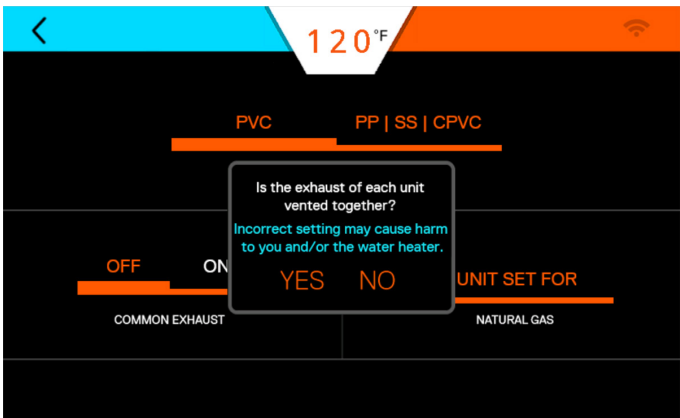 120°F
PVC PP | SS | CPVC
Is the exhaust of each unit
vented together?
Incorrect setting may cause harm
to you and/or the water heater.
YES NO
OFF ON
UNIT SET FOR
COMMON EXHAUST
NATURAL GAS